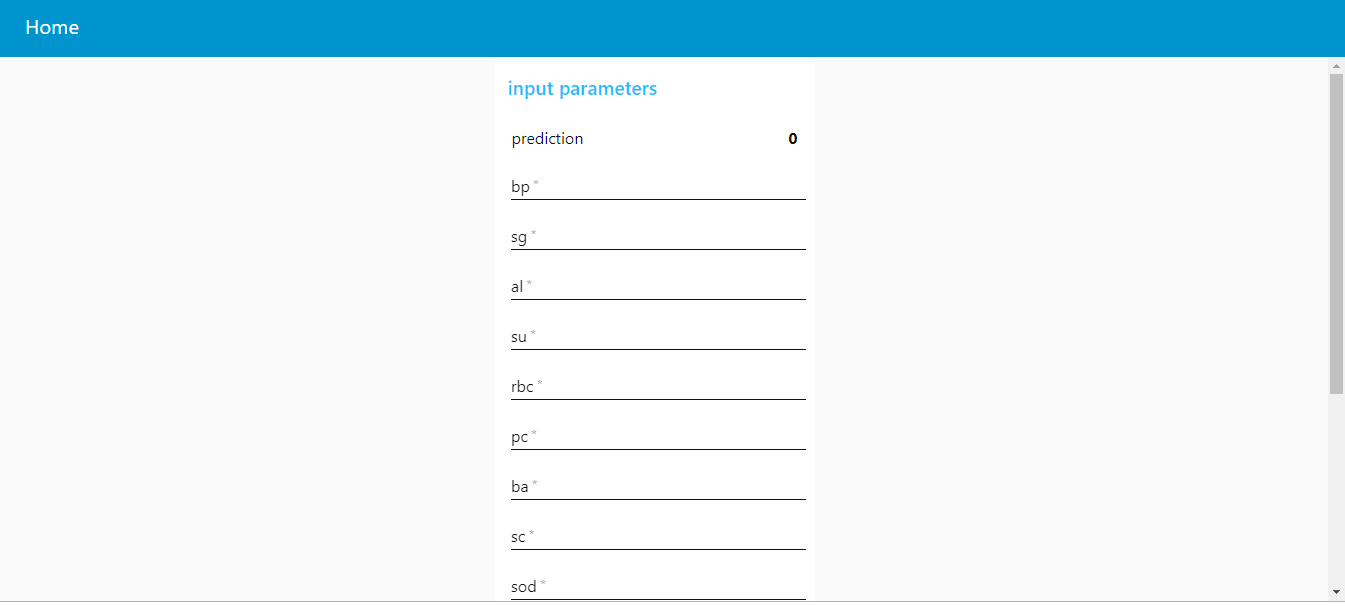 Home
input parameters
prediction 0
bp *
sg *
al *
su *
rbc *
pc *
ba *
sc *
sod *